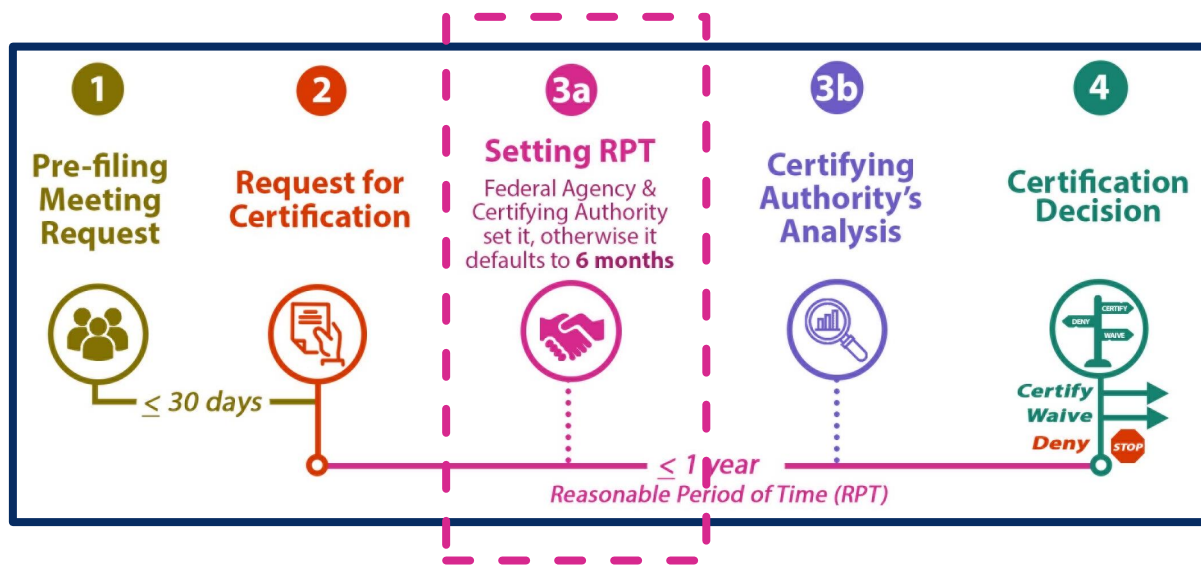 1
Pre-filing
Meeting
Request
2
Request for
Certification
3a
Setting RPT
Federal Agency &
Certifying Authority
set it, otherwise it
defaults to 6 months
3b
Certifying
Authority's
Analysis
4
Certification
Decision
CERTIFY
DENY
WAIVE
≤ 30 days
Certify
Waive
Deny
STOP
≤ 1 year
Reasonable Period of Time (RPT)